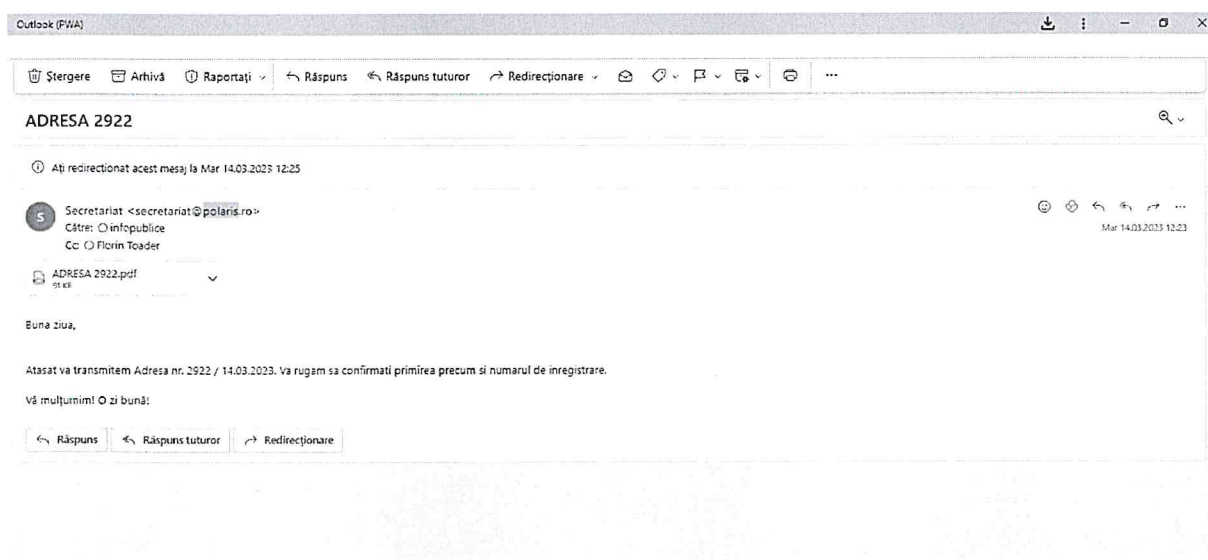 Outlook (PWA)
Ștergere Arhivă Raportați Răspuns Răspuns tuturor Redirecționare ...
ADRESA 2922
Ați redirectionat acest mesaj la Mar 14.03.2023 12:25
S
Secretariat <secretariat@polaris.ro>
Către: infopublice
Cc: Florin Toader
Mar 14.03.2023 12:23
ADRESA 2922.pdf
91 KB
Buna ziua,
Atasat va transmitem Adresa nr. 2922 / 14.03.2023. Va rugam sa confirmati primirea precum si numarul de inregistrare.
Vă mulțumim! O zi bună!
Răspuns Răspuns tuturor Redirecționare